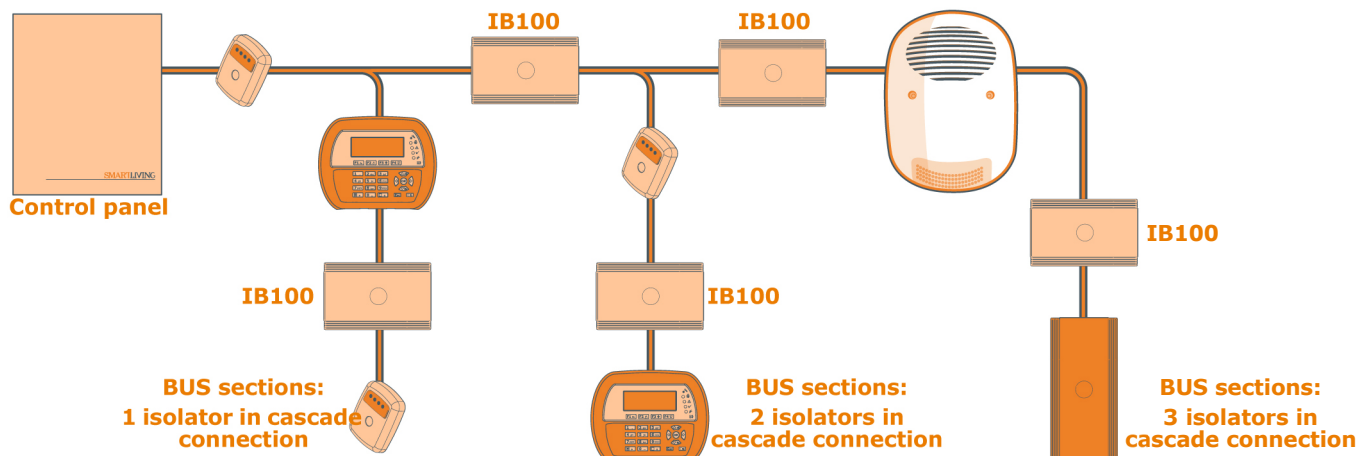 IB100
IB100
SMARTLIVING
Control panel
IB100
IB100
IB100
BUS sections:
1 isolator in cascade
connection
BUS sections:
2 isolators in
cascade connection
BUS sections:
3 isolators in
cascade connection